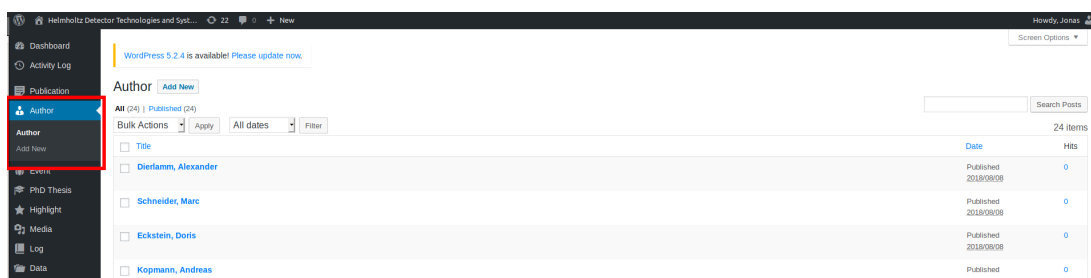 Helmholtz Detector Technologies and Syst... 22 0 + New Howdy, Jonas
Screen Options ▼
Dashboard
Activity Log
Publication
Author
Author
Add New
Event
PhD Thesis
Highlight
Media
Log
Data
WordPress 5.2.4 is available! Please update now.
Author Add New
All (24) | Published (24)
Search Posts
Bulk Actions Apply All dates Filter
24 items
Title Date Hits
Dierlamm, Alexander Published 0
2018/08/08
Schneider, Marc Published 0
2018/08/08
Eckstein, Doris Published 0
2018/08/08
Kopmann, Andreas Published 0